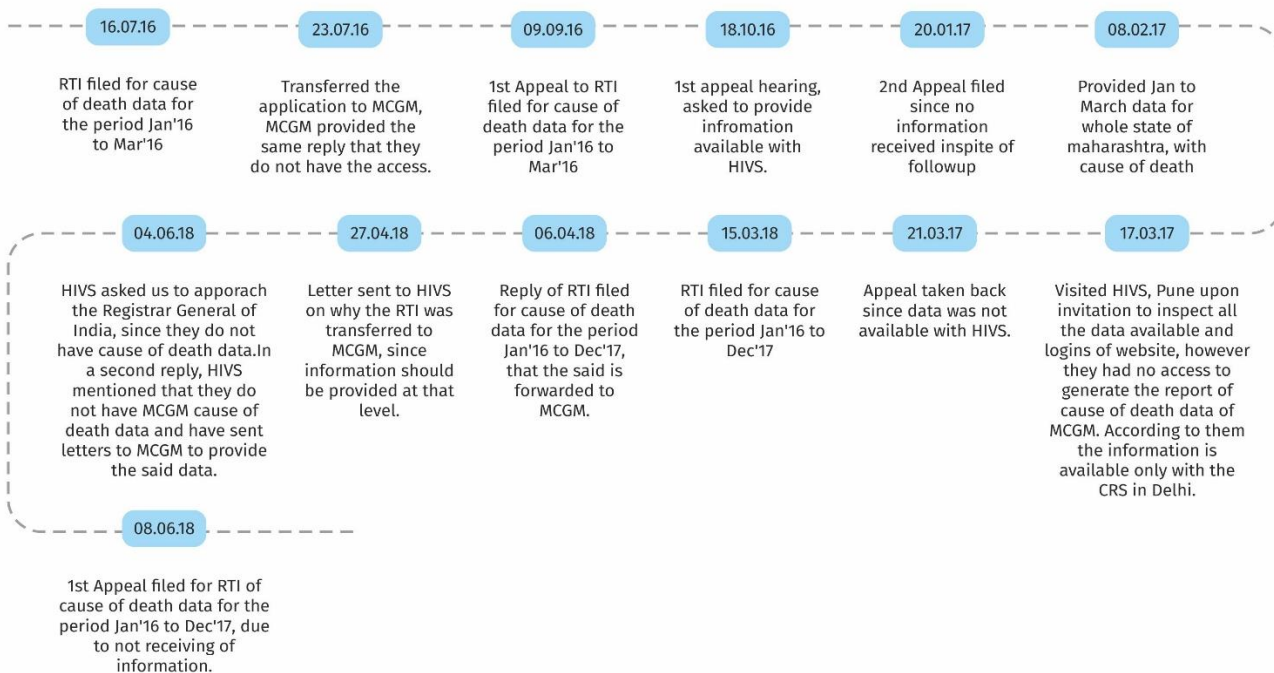 16.07.16
RTI filed for cause
of death data for
the period Jan'16
to Mar'16
23.07.16
Transferred the
application to MCGM,
MCGM provided the
same reply that they
do not have the access.
09.09.16
1st Appeal to RTI
filed for cause of
death data for the
period Jan'16 to
Mar'16
18.10.16
1st appeal hearing,
asked to provide
infromation
available with
HIVS.
20.01.17
2nd Appeal filed
since no
information
received inspite of
followup
08.02.17
Provided Jan to
March data for
whole state of
maharashtra, with
cause of death
17.03.17
Visited HIVS, Pune upon
invitation to inspect all
the data available and
logins of website, however
they had no access to
generate the report of
cause of death data of
MCGM. According to them
the information is
available only with the
CRS in Delhi.
21.03.17
Appeal taken back
since data was not
available with HIVS.
15.03.18
RTI filed for cause
of death data for
the period Jan'16 to
Dec'17
06.04.18
Reply of RTI filed
for cause of death
data for the period
Jan'16 to Dec'17,
that the said is
forwarded to
MCGM.
27.04.18
Letter sent to HIVS
on why the RTI was
transferred to
MCGM, since
information should
be provided at that
level.
04.06.18
HIVS asked us to apporach
the Registrar General of
India, since they do not
have cause of death data.In
a second reply, HIVS
mentioned that they do
not have MCGM cause of
death data and have sent
letters to MCGM to provide
the said data.
08.06.18
1st Appeal filed for RTI of
cause of death data for the
period Jan'16 to Dec'17, due
to not receiving of
information.